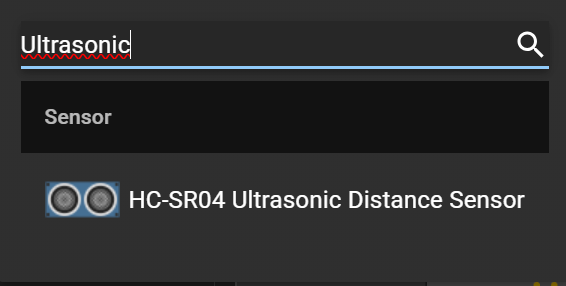 Ultrasonic
Sensor
HC-SR04 Ultrasonic Distance Sensor